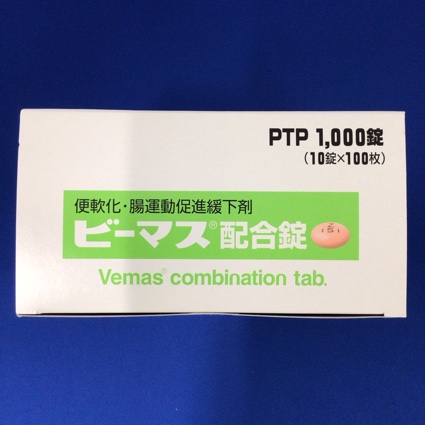 PTP 1,000錠
(10錠×100枚)
便軟化・腸運動促進緩下剤
ビーマス®配合錠
Vemas® combination tab.